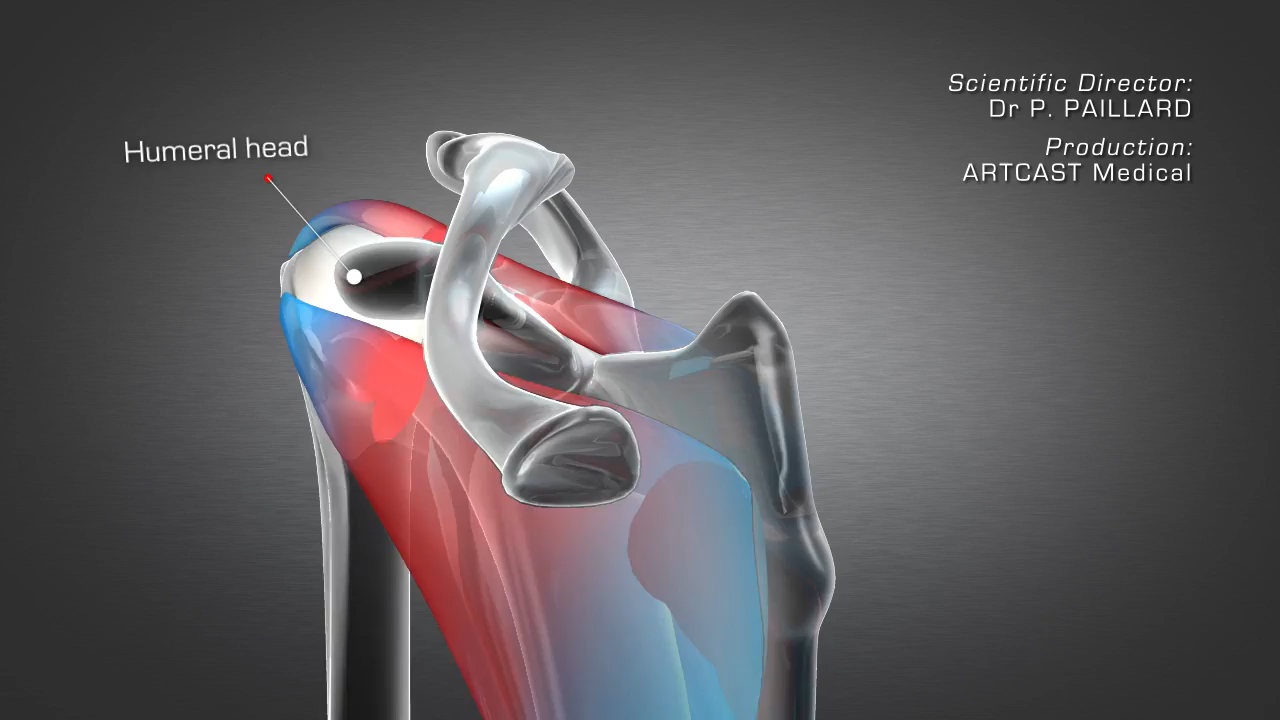 Humeral head
Scientific Director:
Dr P. PAILLARD
Production:
ARTCAST Medical